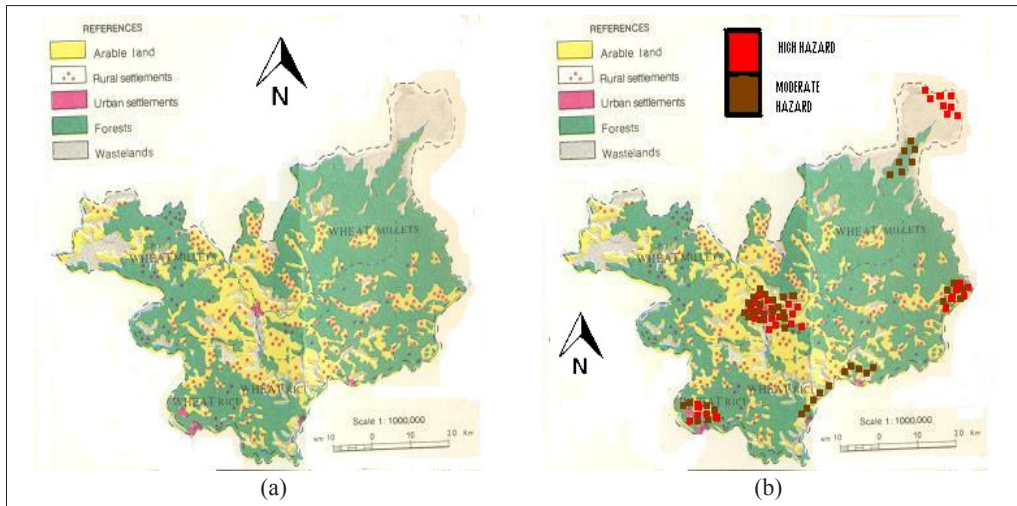 REFERENCES
Arable land
Rural settlements
Urban settlements
Forests
Wastelands
N
WHEAT MILLETS
WHEAT MILLETS
WHEAT RICE
WHEAT RICE
Scale 1: 1000,000
km 10 0 10 20 Km
(a)
REFERENCES
Arable land
Rural settlements
Urban settlements
Forests
Wastelands
HIGH HAZARD
MODERATE
HAZARD
N
WHEAT MILLETS
WHEAT MILLETS
WHEAT RICE
WHEAT RICE
Scale 1: 1000,000
km 10 0 10 20 Km
(b)